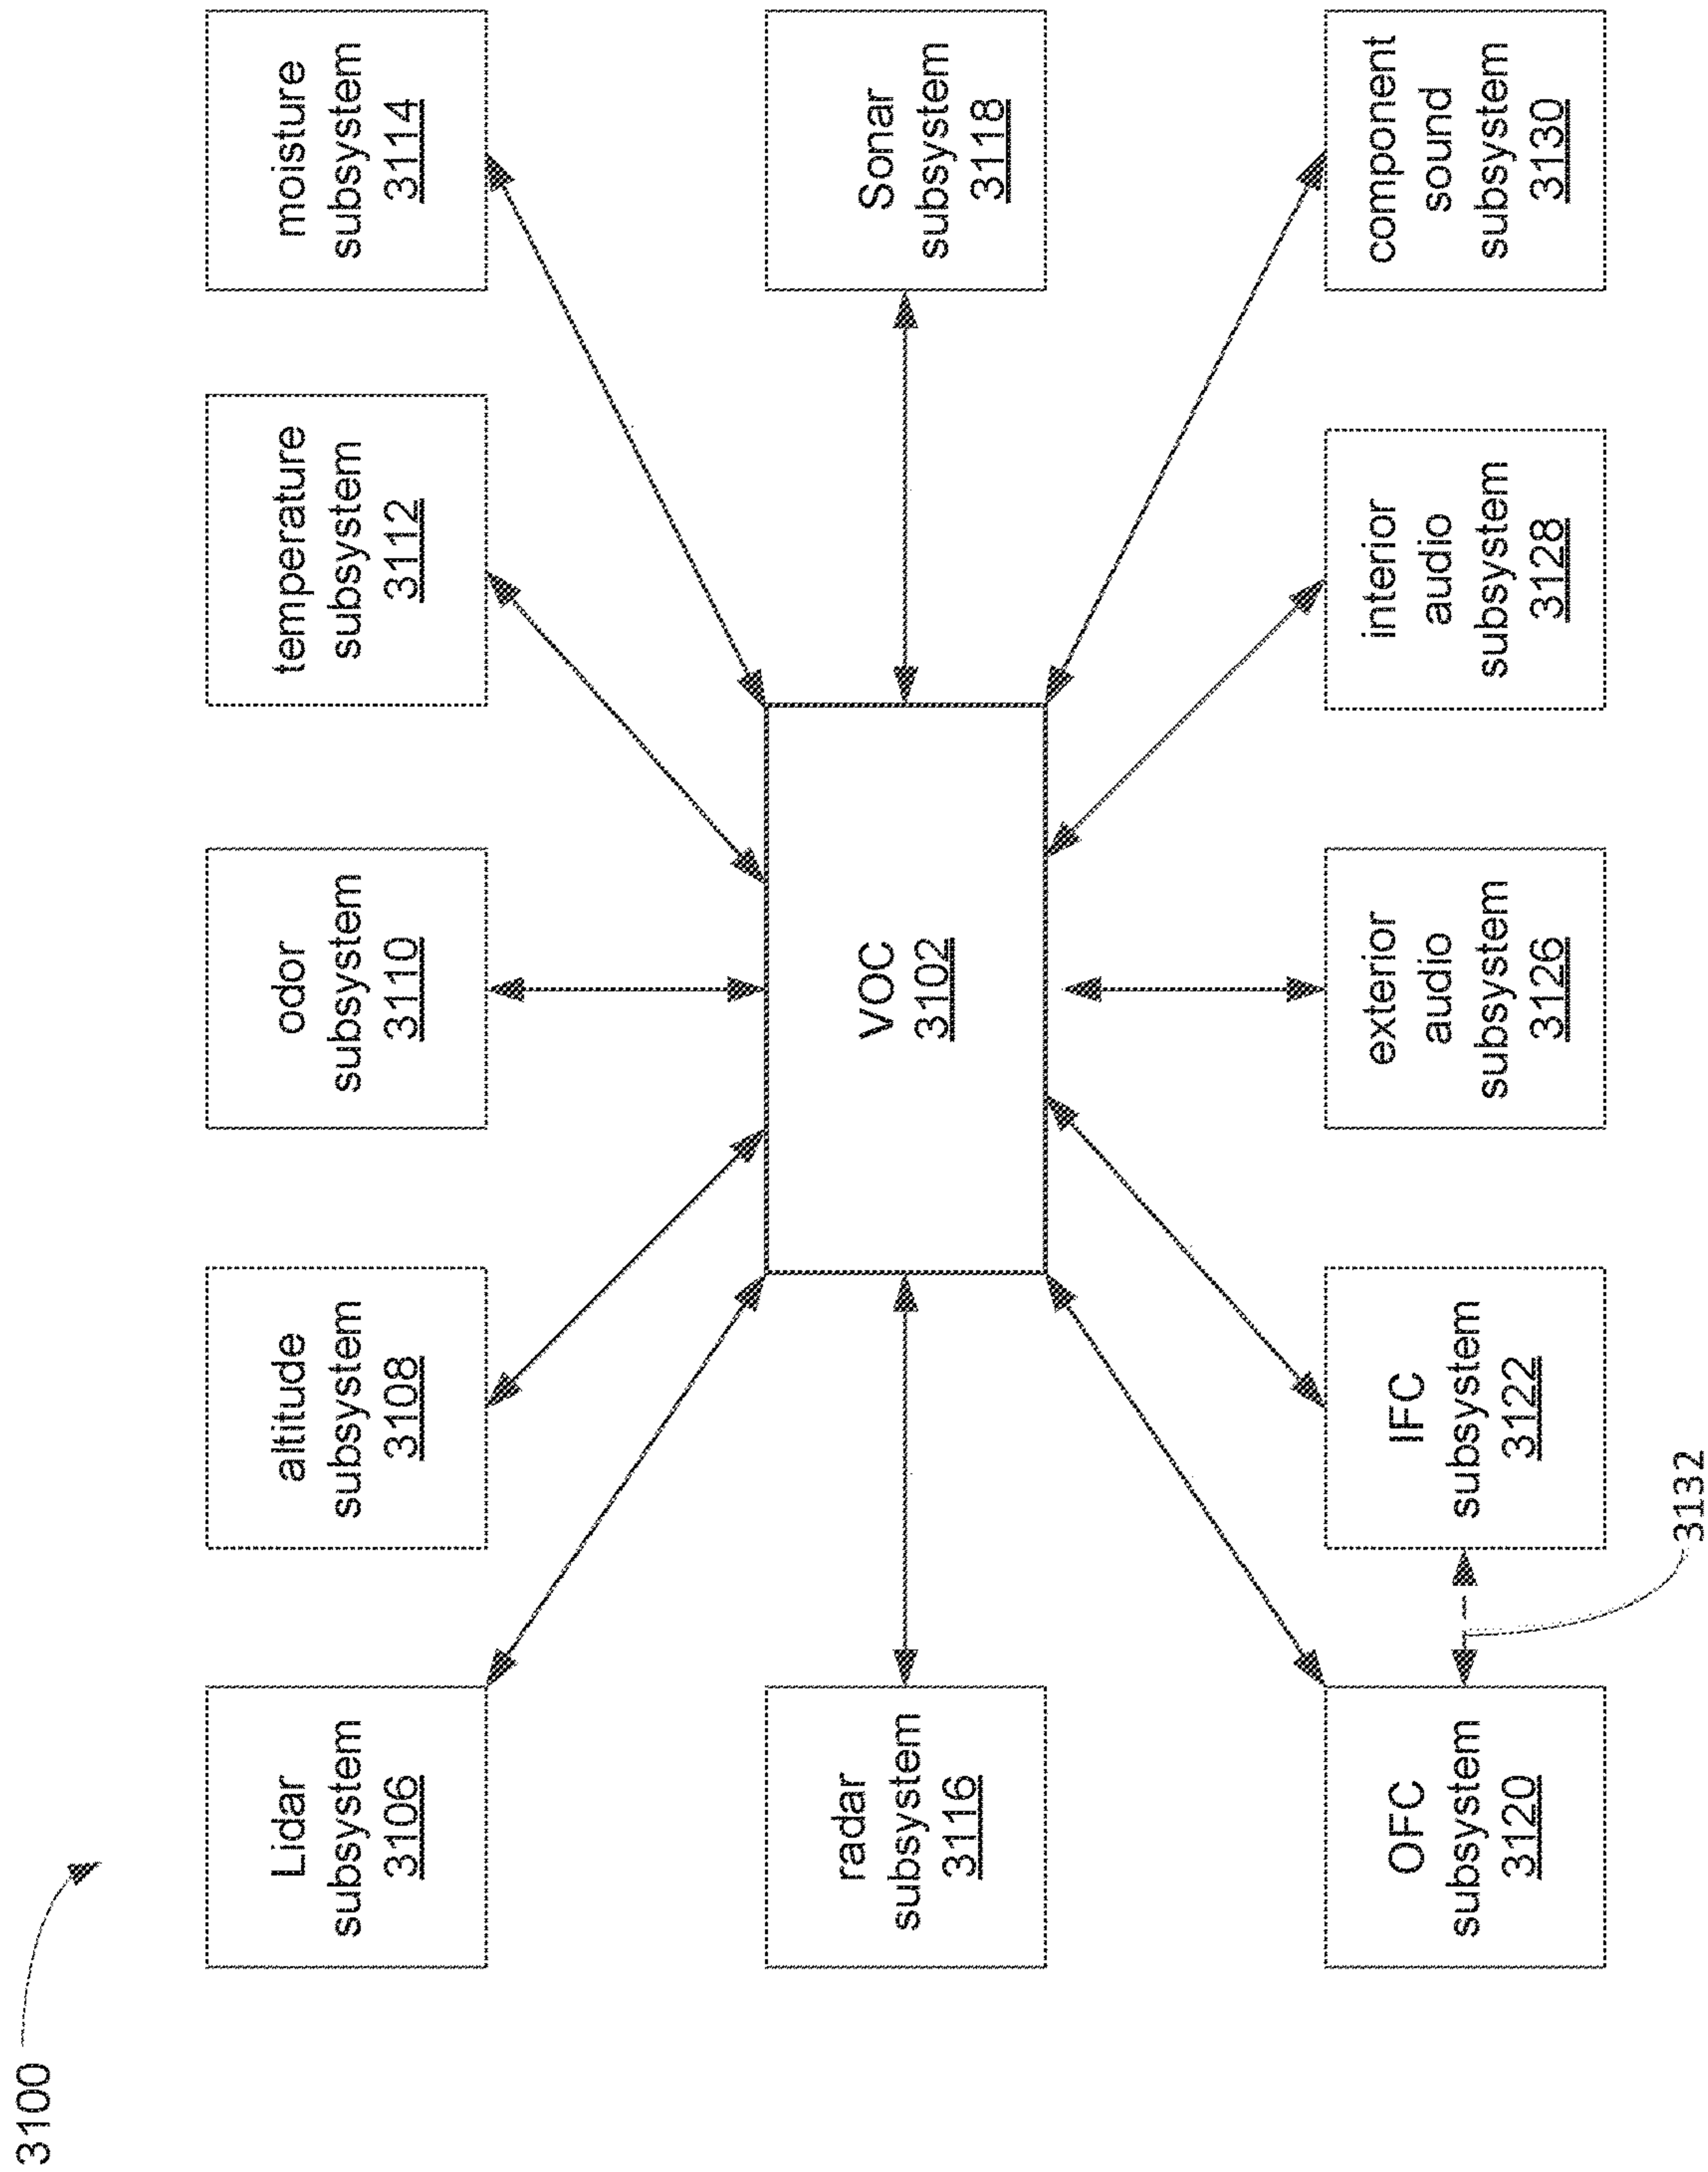 3100
Lidar
subsystem
3106
altitude
subsystem
3108
odor
subsystem
3110
temperature
subsystem
3112
moisture
subsystem
3114
radar
subsystem
3116
VOC
3102
Sonar
subsystem
3118
OFC
subsystem
3120
IFC
subsystem
3122
exterior
audio
subsystem
3126
interior
audio
subsystem
3128
component
sound
subsystem
3130
3132